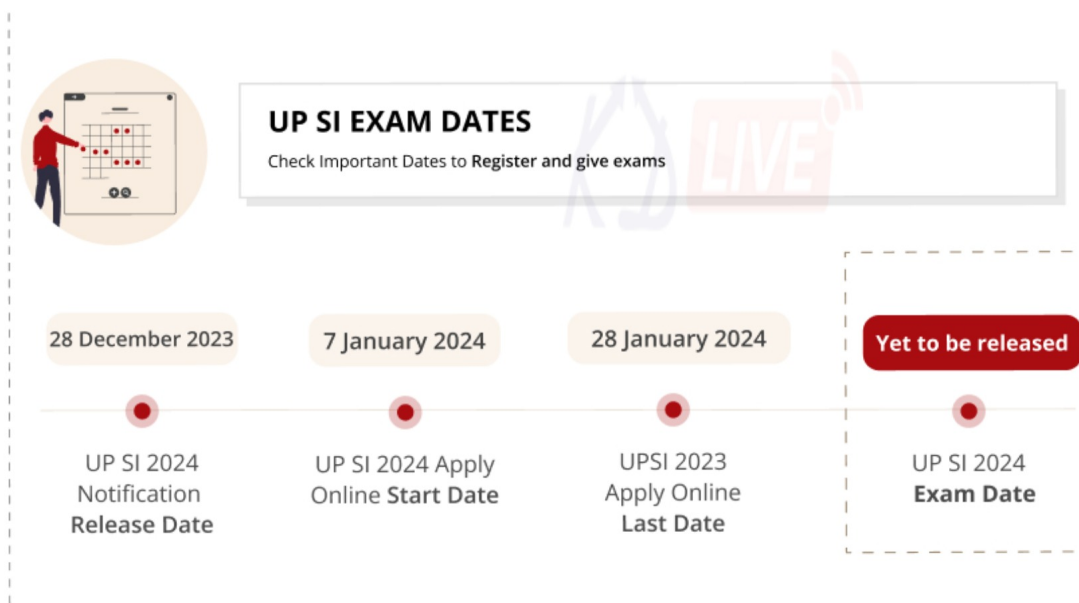 UP SI EXAM DATES
Check Important Dates to Register and give exams
KD LIVE
28 December 2023
7 January 2024
28 January 2024
Yet to be released
UP SI 2024
Notification
Release Date
UP SI 2024 Apply
Online Start Date
UPSI 2023
Apply Online
Last Date
UP SI 2024
Exam Date